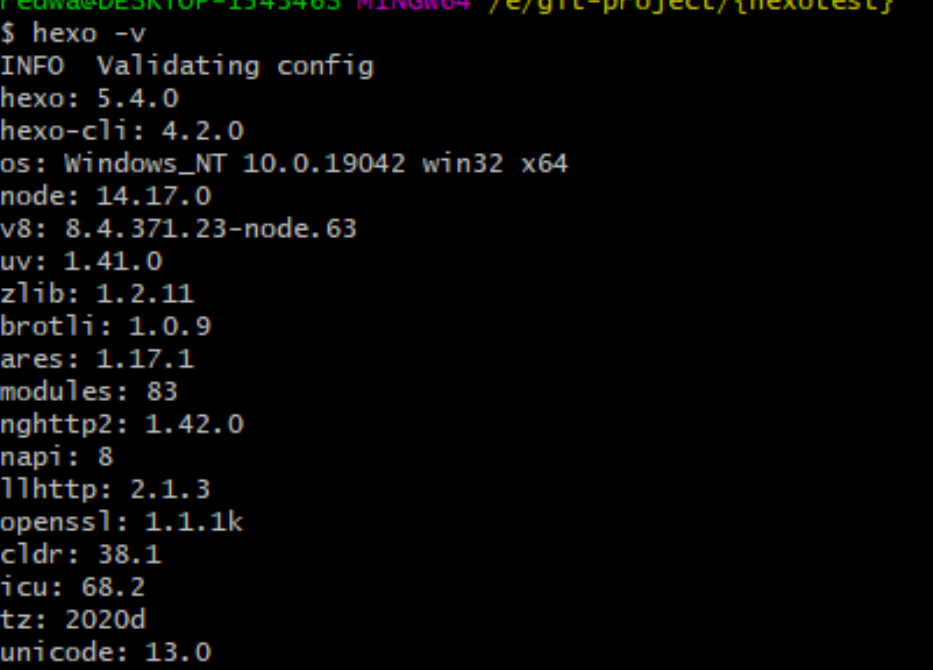 MINGW64 /e/git-project/{hexotest}
$ hexo -v
INFO  Validating config
hexo: 5.4.0
hexo-cli: 4.2.0
os: Windows_NT 10.0.19042 win32 x64
node: 14.17.0
v8: 8.4.371.23-node.63
uv: 1.41.0
zlib: 1.2.11
brotli: 1.0.9
ares: 1.17.1
modules: 83
nghttp2: 1.42.0
napi: 8
llhttp: 2.1.3
openssl: 1.1.1k
cldr: 38.1
icu: 68.2
tz: 2020d
unicode: 13.0